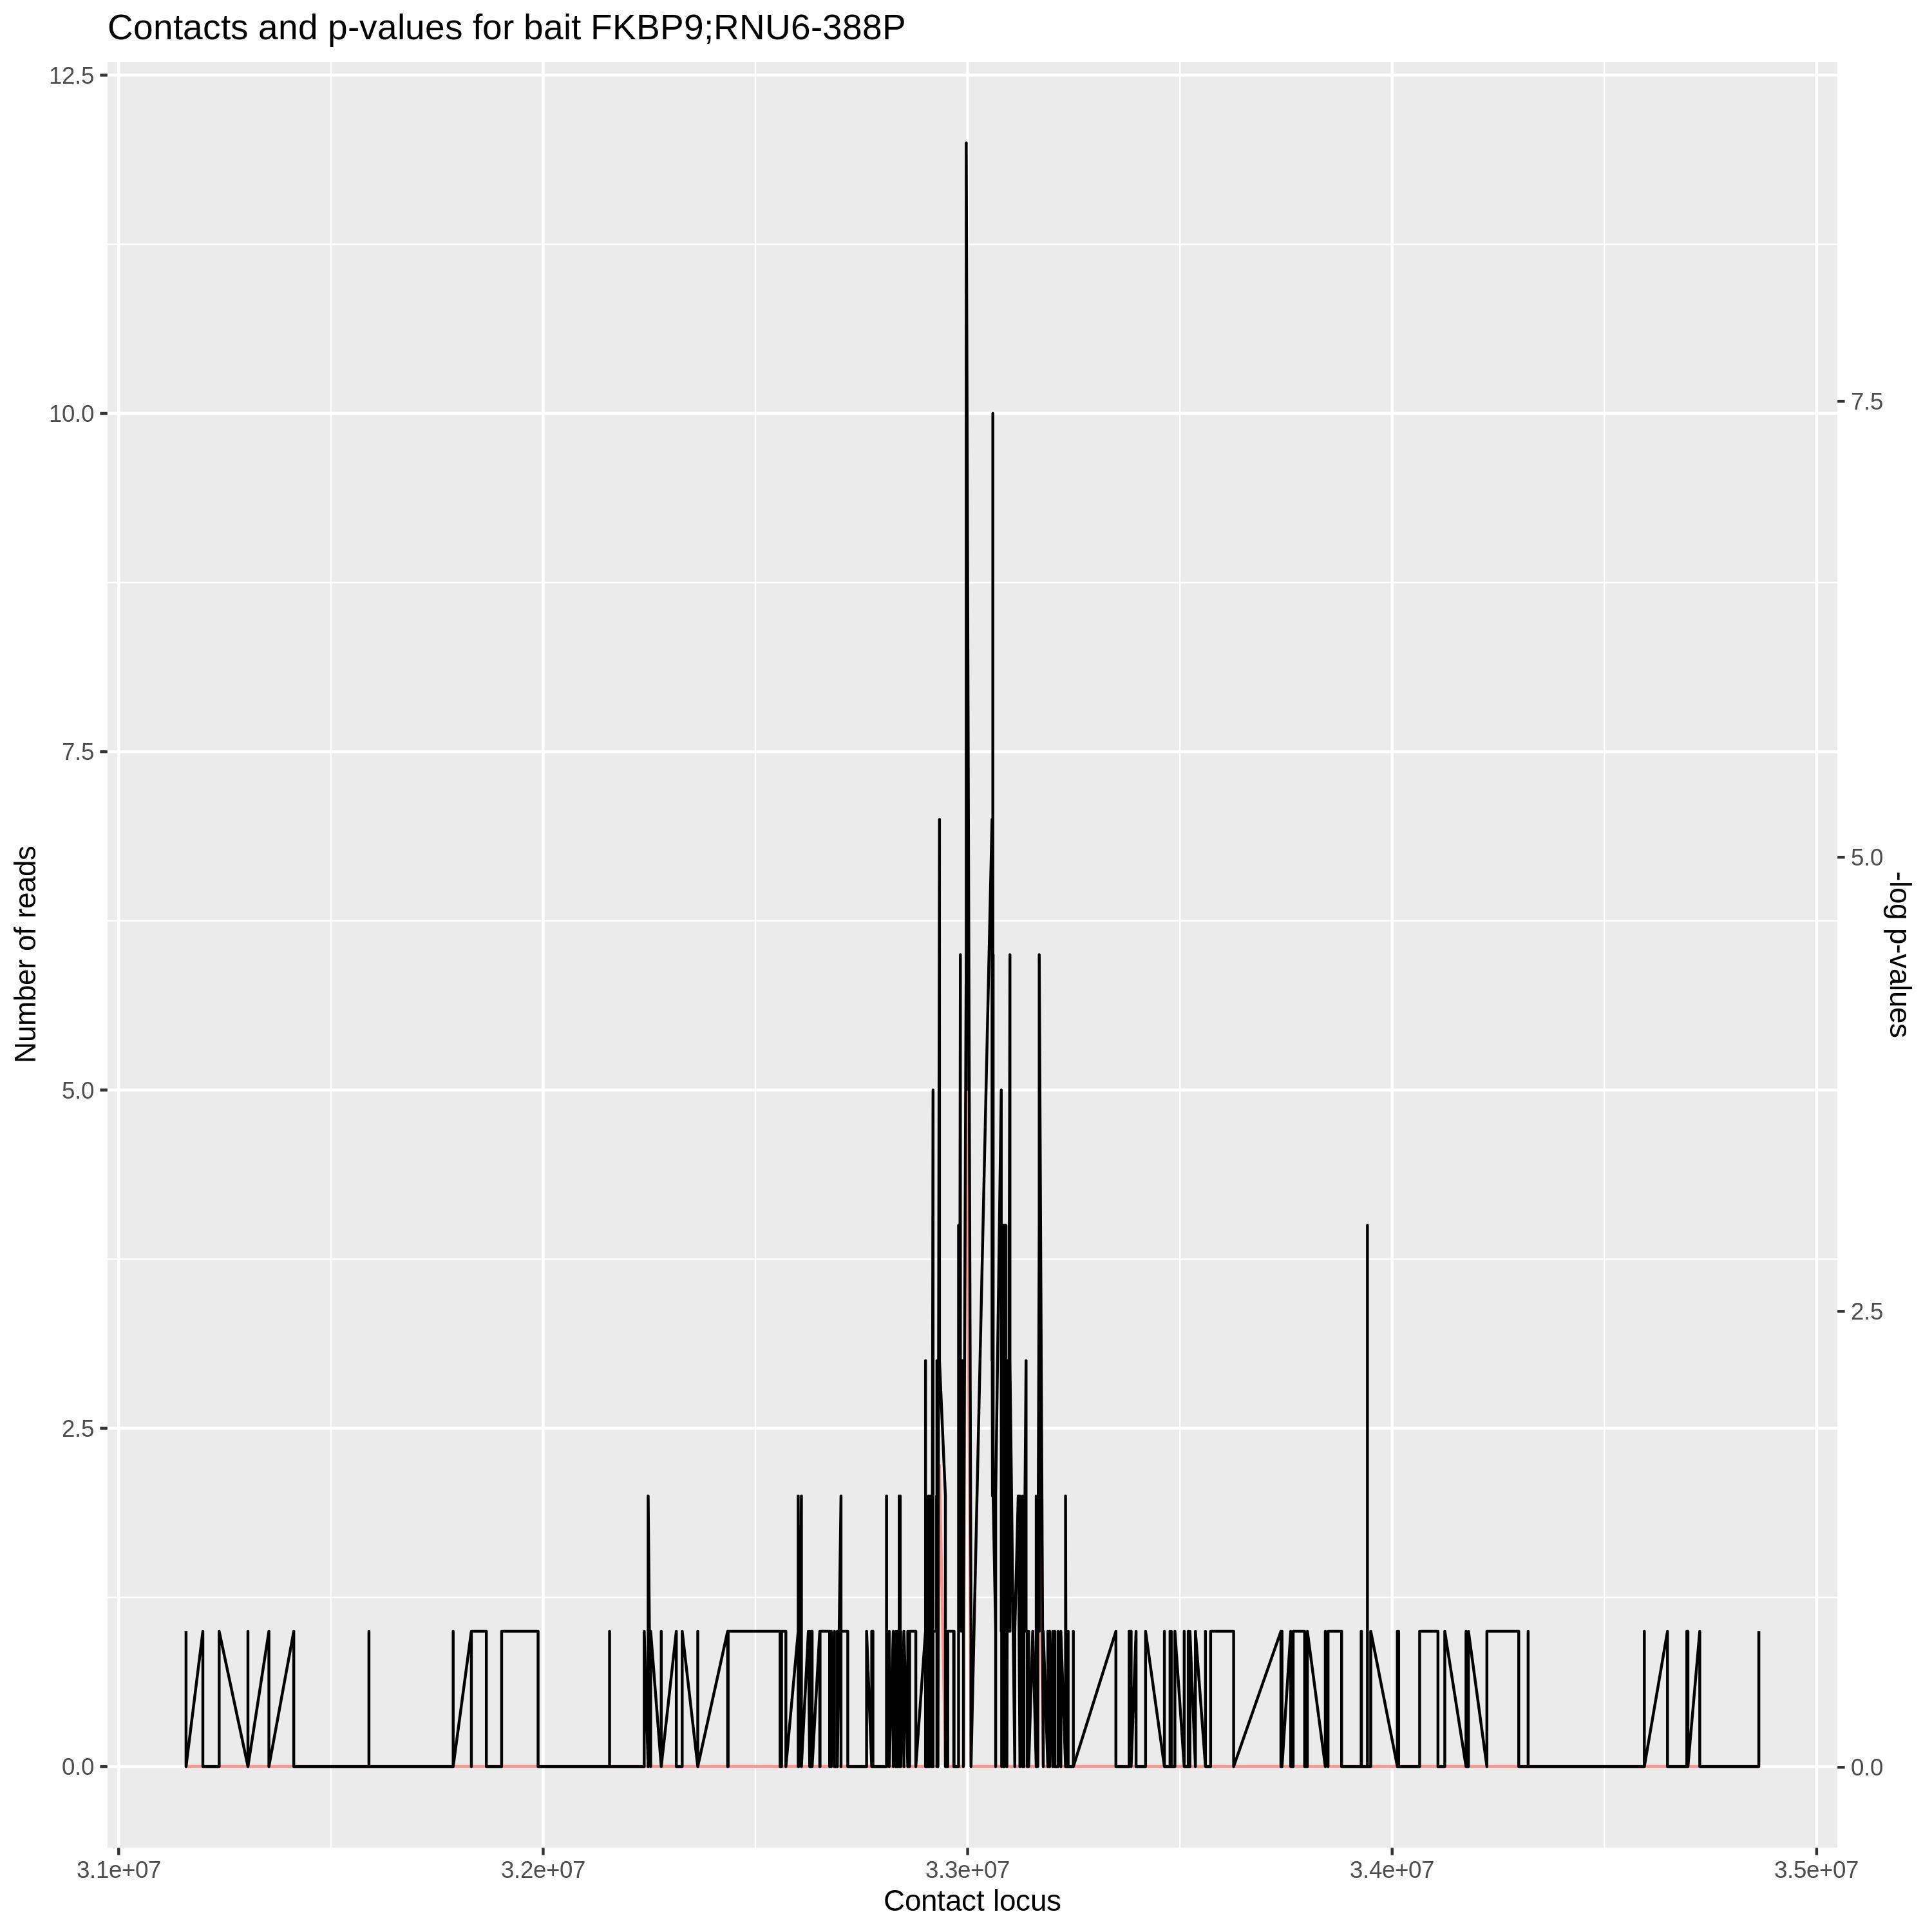 Contacts and p-values for bait FKBP9;RNU6-388P
12.5
10.0
7.5
5.0
2.5
0.0
Number of reads
7.5
5.0
2.5
0.0
-log p-values
3.1e+07
3.2e+07
3.3e+07
3.4e+07
3.5e+07
Contact locus